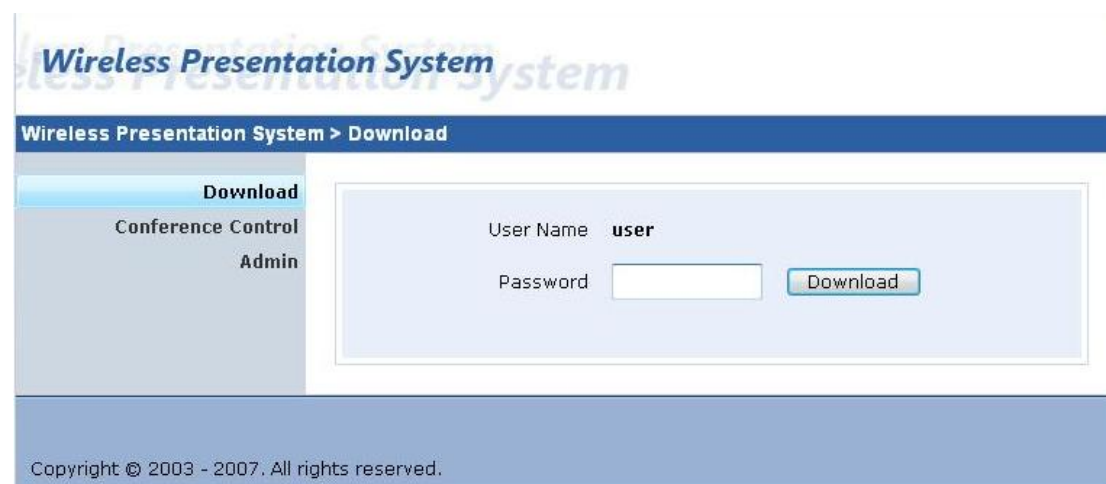 Wireless Presentation System
Wireless Presentation System > Download
Download
Conference Control
Admin
User Name user
Password Download
Copyright © 2003 - 2007. All rights reserved.